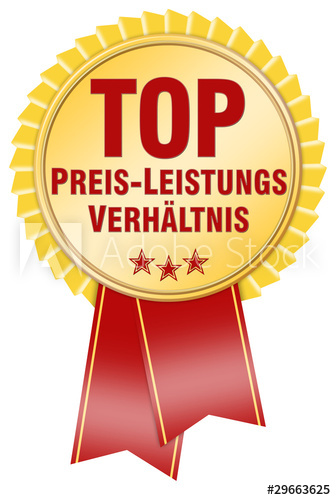 TOP
PREIS-LEISTUNGS
VERHÄLTNIS
Adobe Stock
#29663625